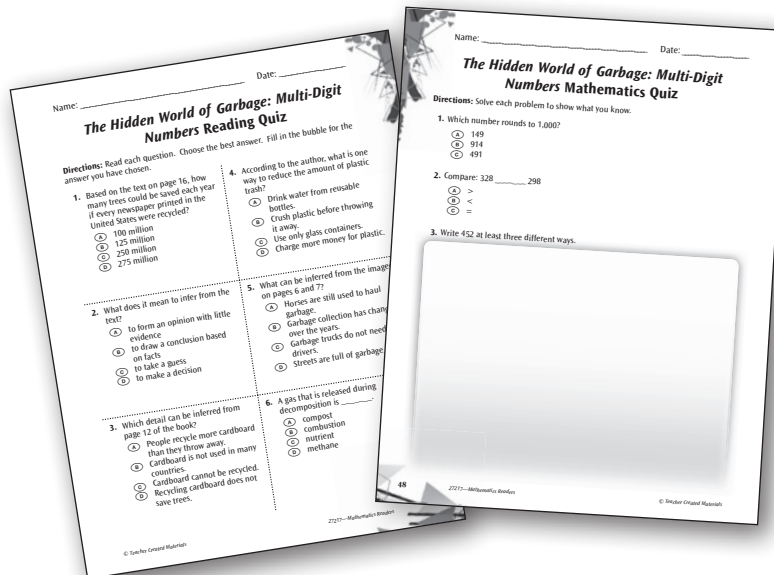 Name: ____________ Date: ____________
The Hidden World of Garbage: Multi-Digit
Numbers Reading Quiz
Directions: Read each question. Choose the best answer. Fill in the bubble for the
answer you have chosen.
1. Based on the text on page 16, how
many trees could be saved each year
if every newspaper printed in the
United States were recycled?
A 100 million
B 125 million
C 250 million
D 275 million
2. What does it mean to infer from the
text?
A to form an opinion with little
evidence
B to draw a conclusion based
on facts
C to take a guess
D to make a decision
3. Which detail can be inferred from
page 12 of the book?
A People recycle more cardboard
than they throw away.
B Cardboard is not used in many
countries.
C Cardboard cannot be recycled.
D Recycling cardboard does not
save trees.
4. According to the author, what is one
way to reduce the amount of plastic
trash?
A Drink water from reusable
bottles.
B Crush plastic before throwing
it away.
C Use only glass containers.
D Charge more money for plastic.
5. What can be inferred from the images
on pages 6 and 7?
A Horses are still used to haul
garbage.
B Garbage collection has chan
over the years.
C Garbage trucks do not need
drivers.
D Streets are full of garbage
6. A gas that is released during
decomposition is ______.
A compost
B combustion
C nutrient
D methane
© Teacher Created Materials
27217—Mathematics Readers
Name: ____________ Date: ____________
The Hidden World of Garbage: Multi-Digit
Numbers Mathematics Quiz
Directions: Solve each problem to show what you know.
1. Which number rounds to 1,000?
A 149
B 914
C 491
2. Compare: 328 ______ 298
A >
B <
C =
3. Write 452 at least three different ways.
48
27217—Mathematics Readers
© Teacher Created Materials